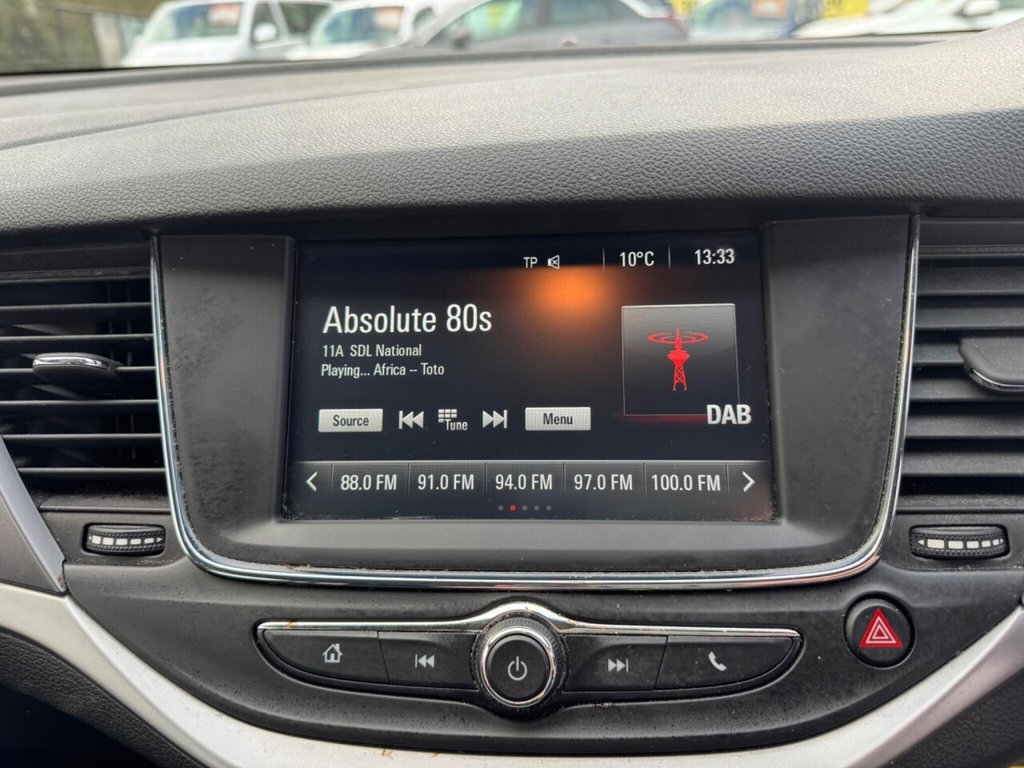 TP 10°C 13:33
Absolute 80s
11A SDL National
Playing... Africa -- Toto
Source Tune Menu
DAB
88.0 FM 91.0 FM 94.0 FM 97.0 FM 100.0 FM